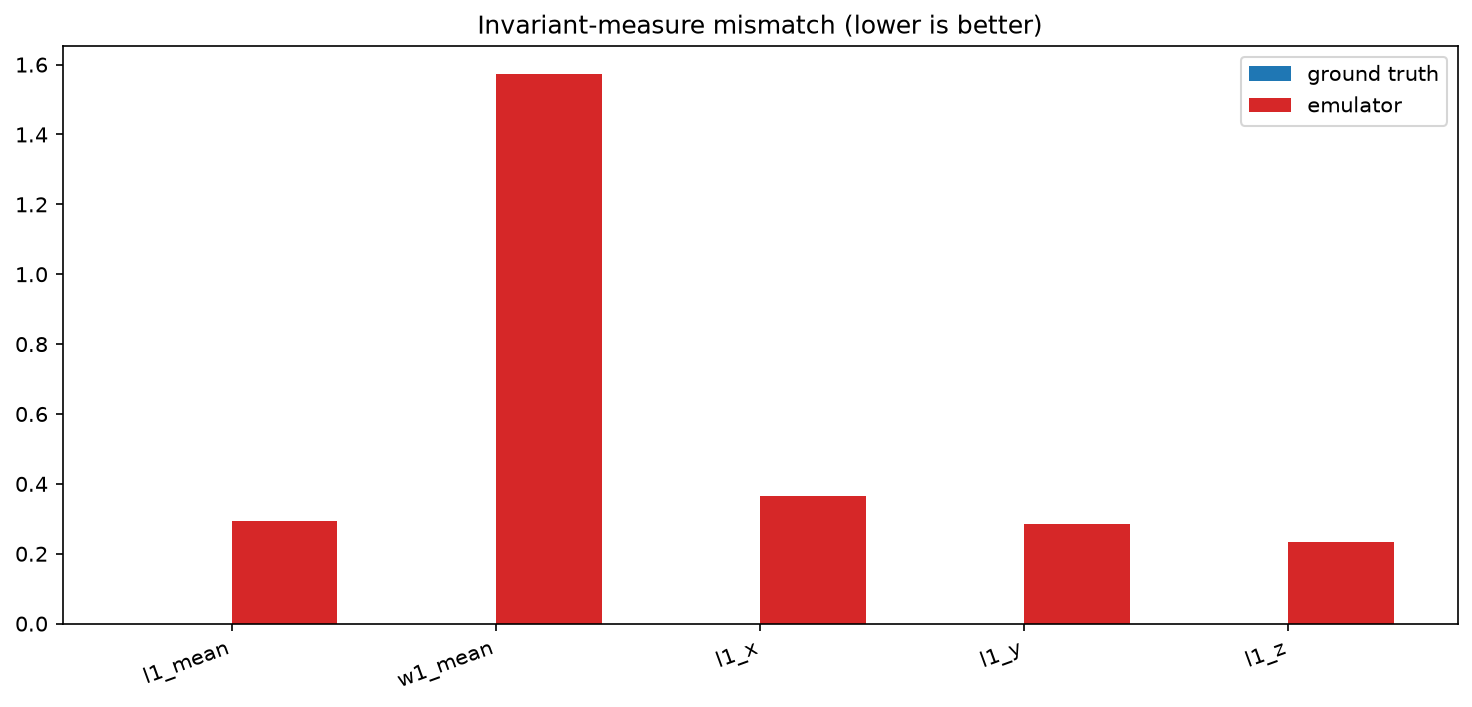 Invariant-measure mismatch (lower is better)
1.6
1.4
1.2
1.0
0.8
0.6
0.4
0.2
0.0
ground truth
emulator
l1_mean
w1_mean
l1_x
l1_y
l1_z